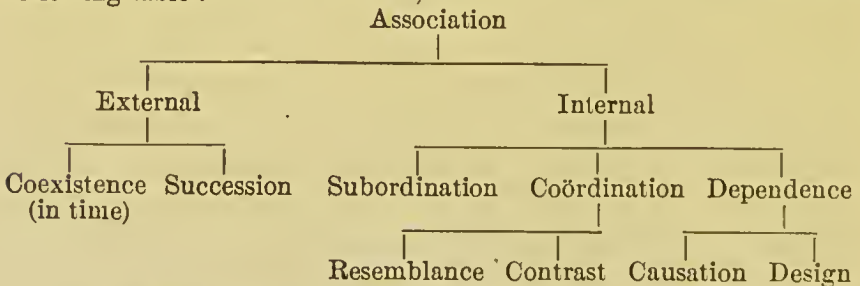 Association
External Internal
Coexistence Succession Subordination Coördination Dependence
(in time)
Resemblance Contrast Causation Design